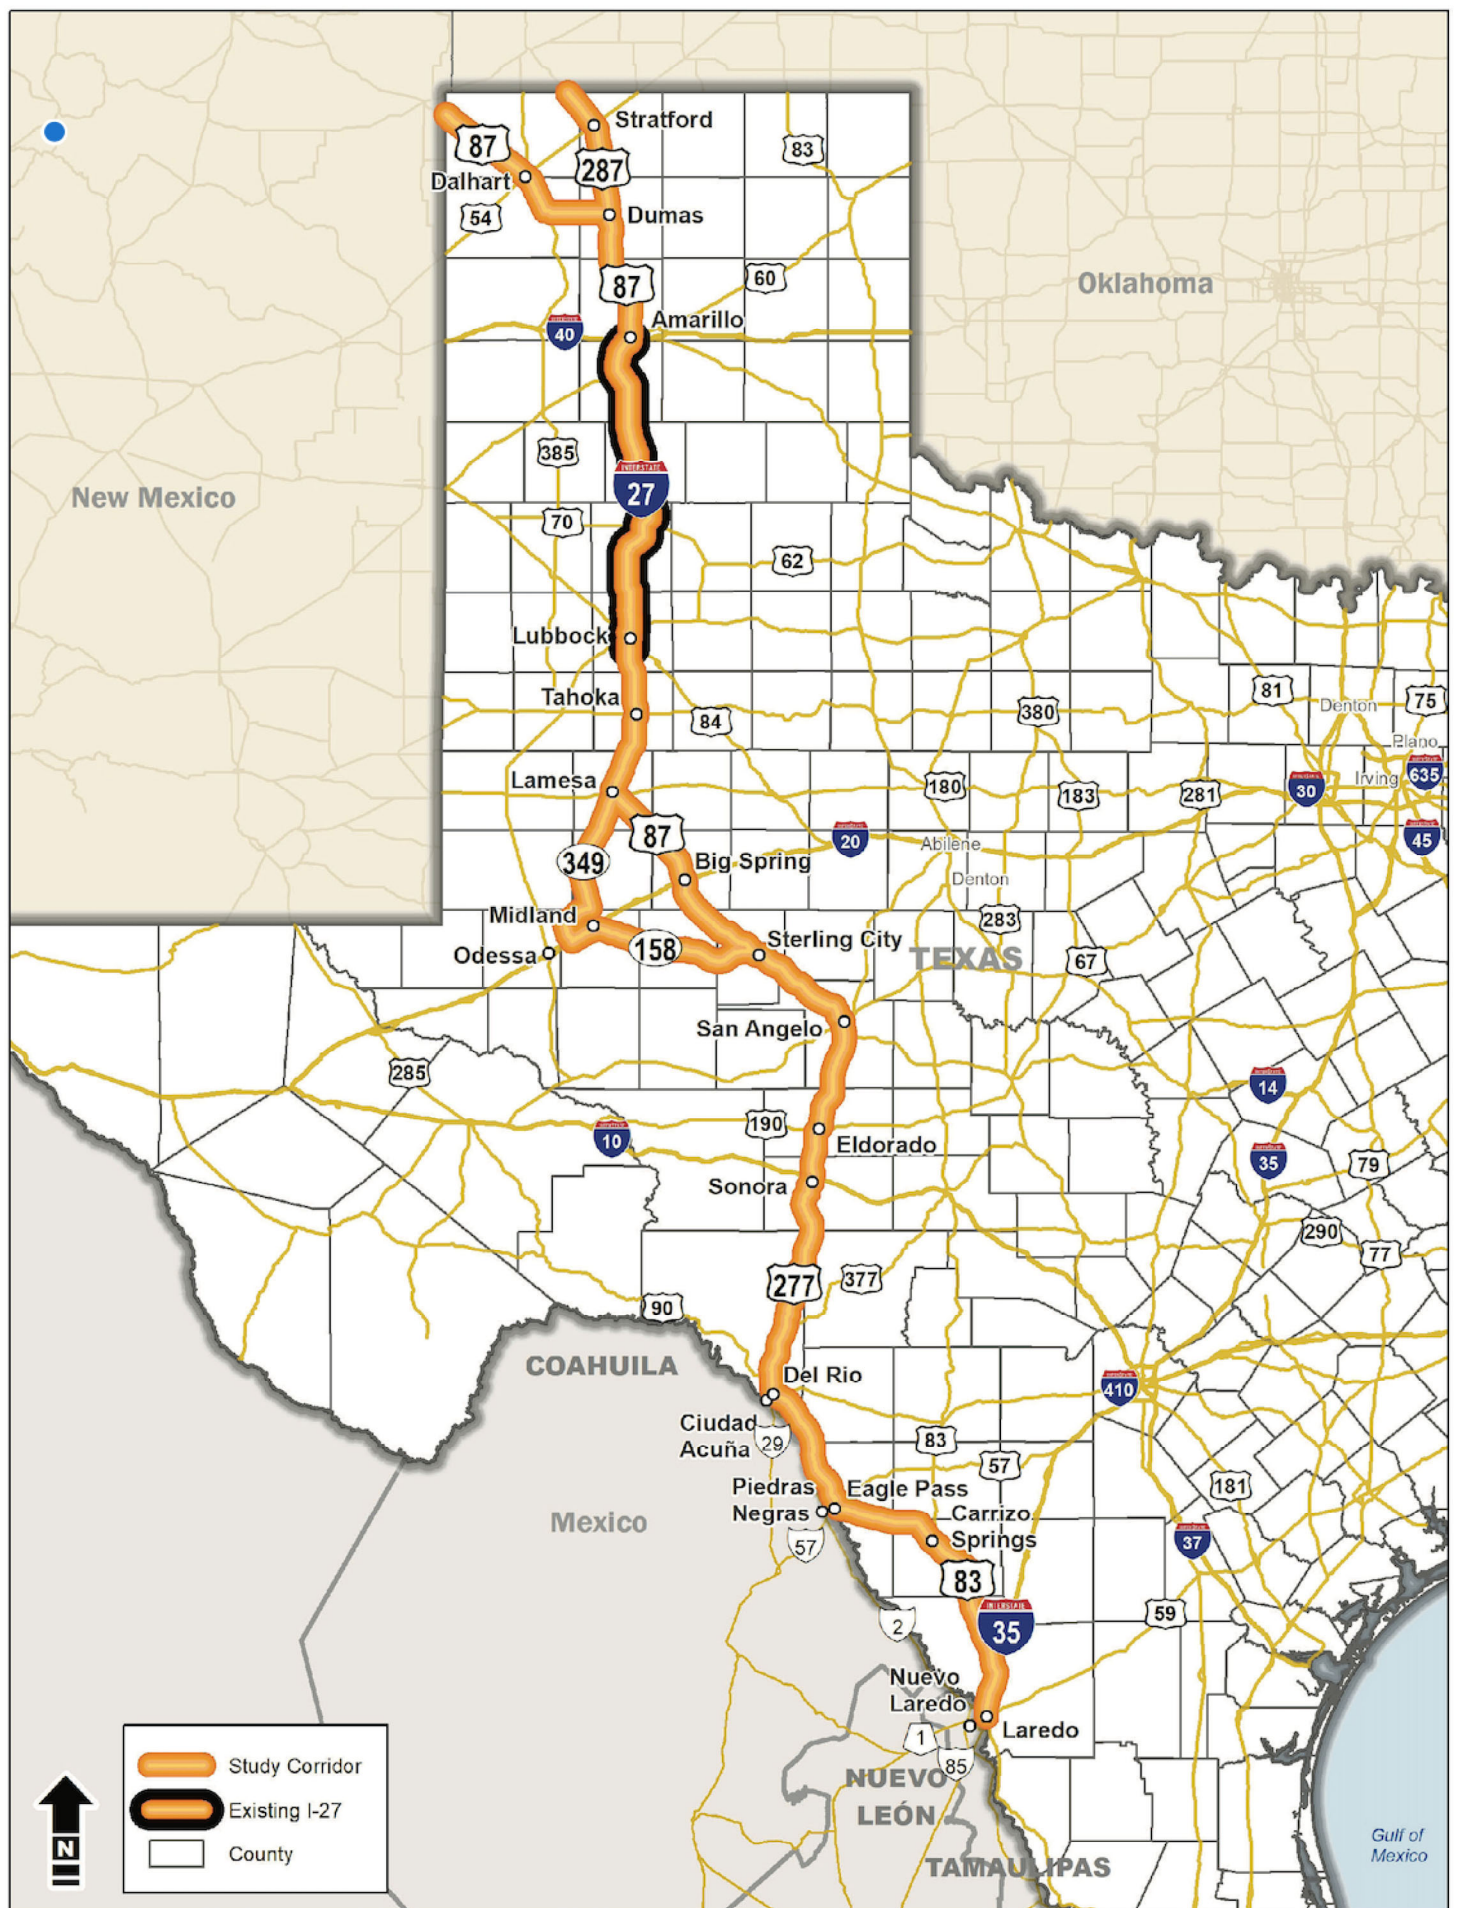 Stratford
87
83
287
Dalhart
54
Dumas
60
Oklahoma
87
Amarillo
40
385
New Mexico
INTERSTATE
27
70
62
Lubbock
Tahoka
81
Denton
75
84
380
Plano
Lamesa
180
183
281
30
Irving
635
87
20
Abilene
45
349
Big Spring
Denton
Midland
283
Odessa
158
Sterling City
TEXAS
67
San Angelo
285
14
190
10
Eldorado
35
79
Sonora
290
77
277
377
90
COAHUILA
Del Rio
410
Ciudad
Acuña
29
83
57
Piedras
Negras
Eagle Pass
181
Carrizo
Springs
Mexico
57
37
83
59
INTERSTATE
35
2
Nuevo
Laredo
Laredo
1
85
NUEVO
LEÓN
TAMAULIPAS
Gulf of
Mexico
Study Corridor
Existing I-27
County
N